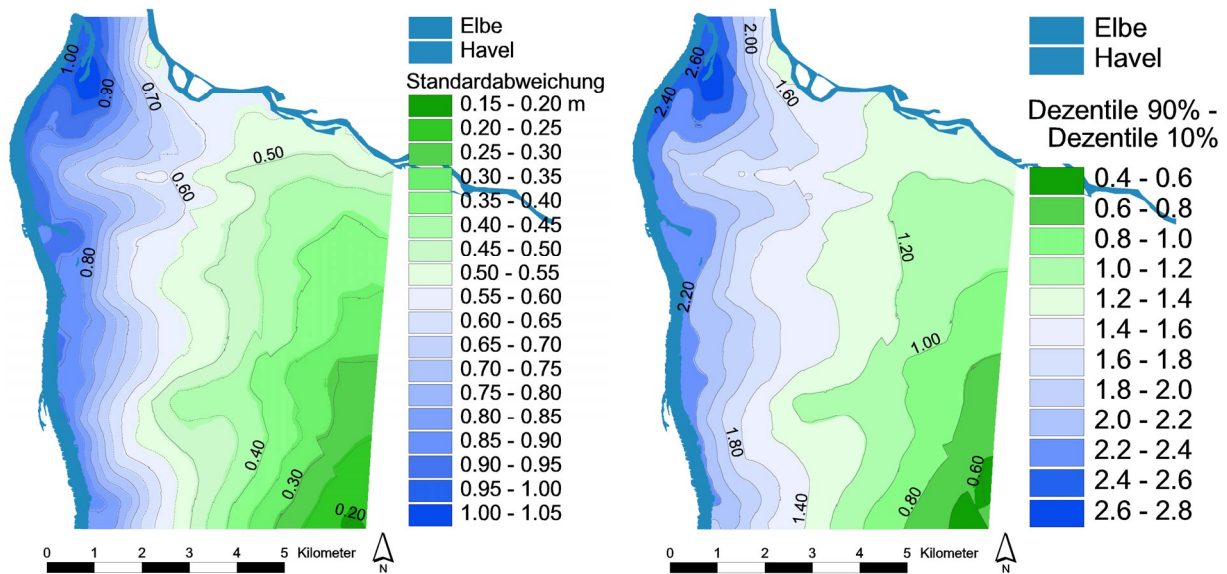 Elbe
Havel
Standardabweichung
0.15 - 0.20 m
0.20 - 0.25
0.25 - 0.30
0.30 - 0.35
0.35 - 0.40
0.40 - 0.45
0.45 - 0.50
0.50 - 0.55
0.55 - 0.60
0.60 - 0.65
0.65 - 0.70
0.70 - 0.75
0.75 - 0.80
0.80 - 0.85
0.85 - 0.90
0.90 - 0.95
0.95 - 1.00
1.00 - 1.05
1.00
0.90
0.70
0.50
0.60
0.80
0.40
0.30
0.20
0 1 2 3 4 5 Kilometer
N
Elbe
Havel
Dezentile 90% -
Dezentile 10%
0.4 - 0.6
0.6 - 0.8
0.8 - 1.0
1.0 - 1.2
1.2 - 1.4
1.4 - 1.6
1.6 - 1.8
1.8 - 2.0
2.0 - 2.2
2.2 - 2.4
2.4 - 2.6
2.6 - 2.8
2.00
2.60
2.40
1.60
1.20
2.20
1.00
1.80
1.40
0.80
0.60
0 1 2 3 4 5 Kilometer
N